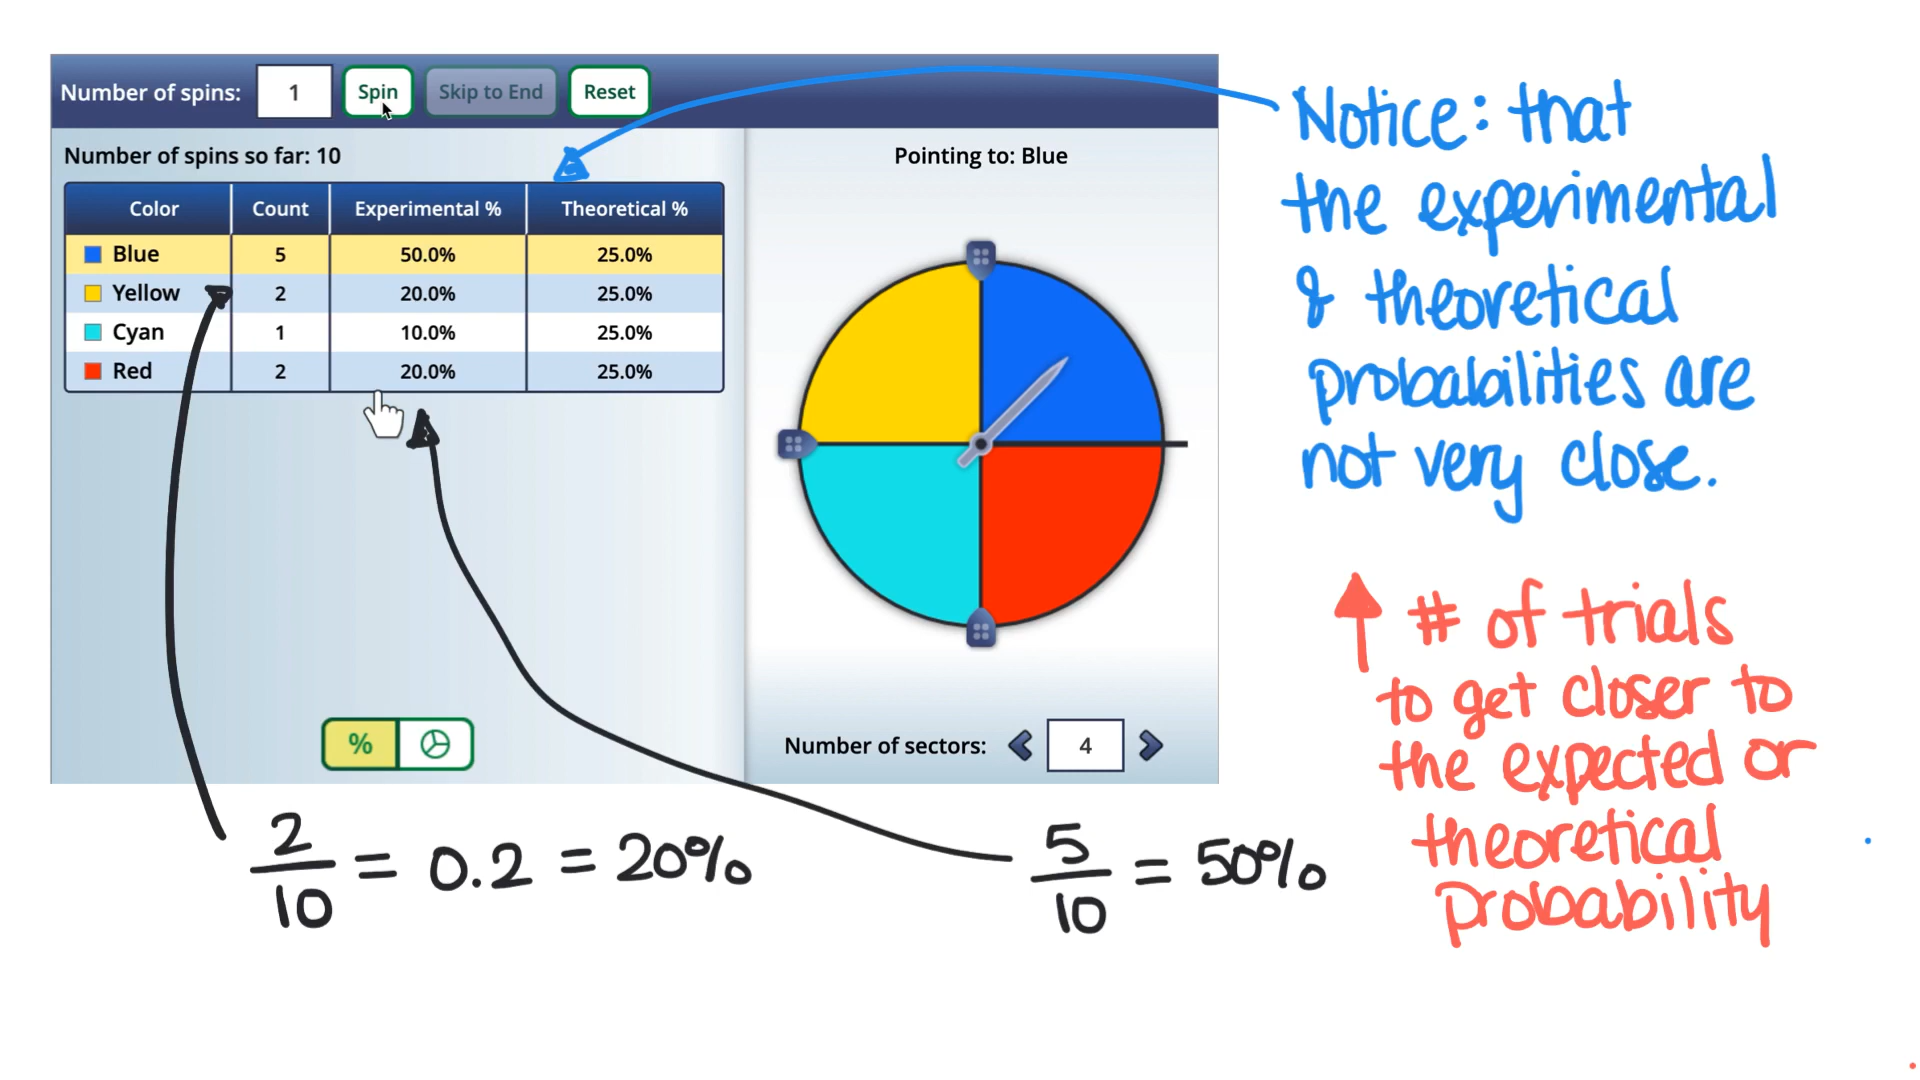 Number of spins: 1 Spin Skip to End Reset
Number of spins so far: 10
Color Count Experimental % Theoretical %
Blue 5 50.0% 25.0%
Yellow 2 20.0% 25.0%
Cyan 1 10.0% 25.0%
Red 2 20.0% 25.0%
%
Pointing to: Blue
Number of sectors: 4
Notice: that
the experimental
& theoretical
probabilities are
not very close.
↑ # of trials
to get closer to
the expected or
theoretical
probability
2/10 = 0.2 = 20%
5/10 = 50%